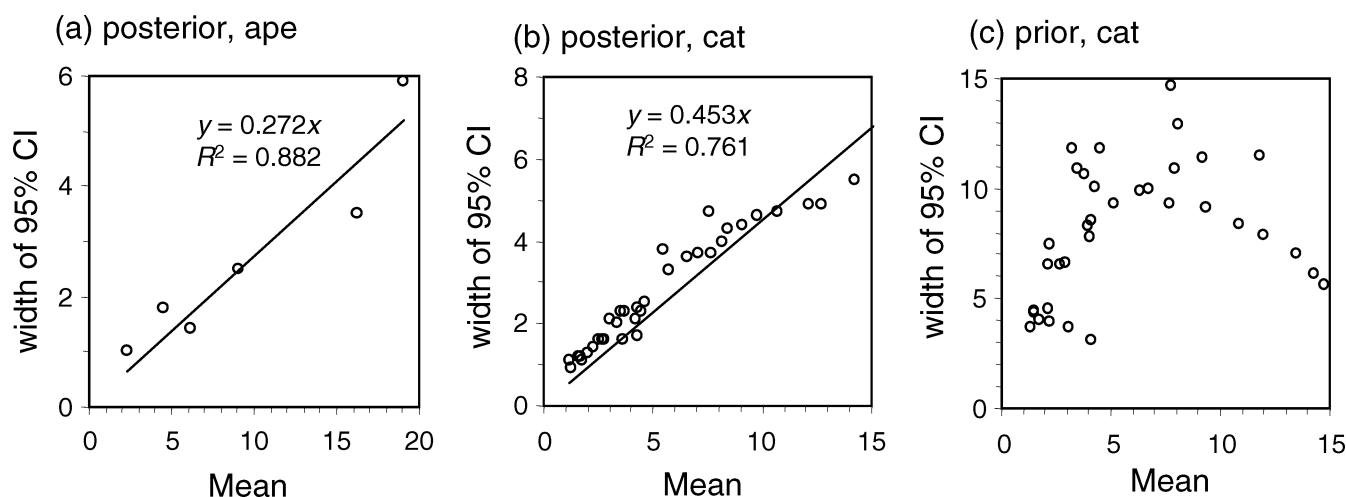 (a) posterior, ape
6
4
2
0
0 5 10 15 20
width of 95% CI
Mean
y = 0.272x
R² = 0.882
(b) posterior, cat
8
6
4
2
0
0 5 10 15
width of 95% CI
Mean
y = 0.453x
R² = 0.761
(c) prior, cat
15
10
5
0
0 5 10 15
width of 95% CI
Mean